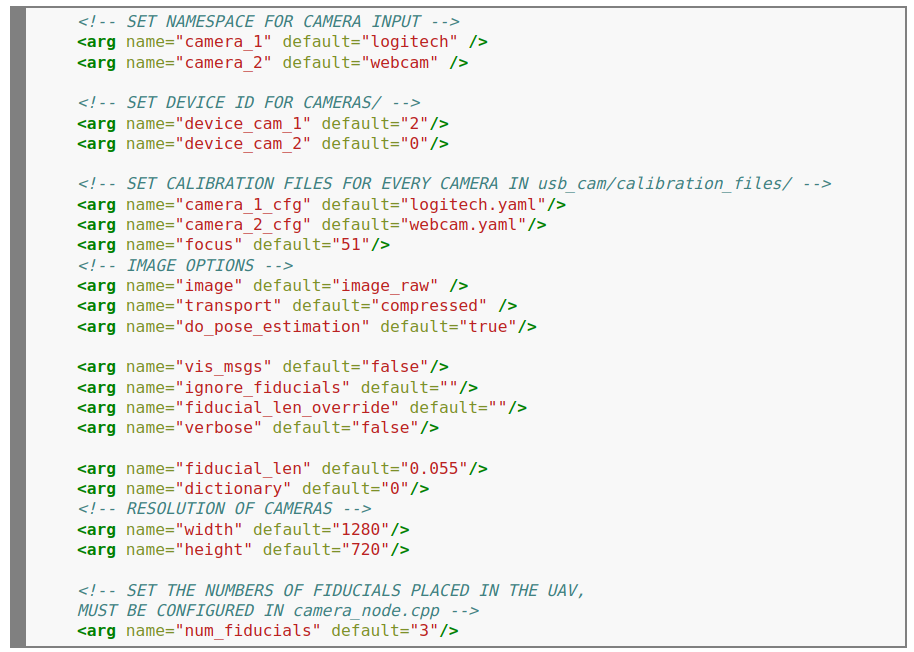 <!-- SET NAMESPACE FOR CAMERA INPUT -->
<arg name="camera_1" default="logitech" />
<arg name="camera_2" default="webcam" />
<!-- SET DEVICE ID FOR CAMERAS/ -->
<arg name="device_cam_1" default="2"/>
<arg name="device_cam_2" default="0"/>
<!-- SET CALIBRATION FILES FOR EVERY CAMERA IN usb_cam/calibration_files/ -->
<arg name="camera_1_cfg" default="logitech.yaml"/>
<arg name="camera_2_cfg" default="webcam.yaml"/>
<arg name="focus" default="51"/>
<!-- IMAGE OPTIONS -->
<arg name="image" default="image_raw" />
<arg name="transport" default="compressed" />
<arg name="do_pose_estimation" default="true"/>
<arg name="vis_msgs" default="false"/>
<arg name="ignore_fiducials" default=""/>
<arg name="fiducial_len_override" default=""/>
<arg name="verbose" default="false"/>
<arg name="fiducial_len" default="0.055"/>
<arg name="dictionary" default="0"/>
<!-- RESOLUTION OF CAMERAS -->
<arg name="width" default="1280"/>
<arg name="height" default="720"/>
<!-- SET THE NUMBERS OF FIDUCIALS PLACED IN THE UAV,
MUST BE CONFIGURED IN camera_node.cpp -->
<arg name="num_fiducials" default="3"/>